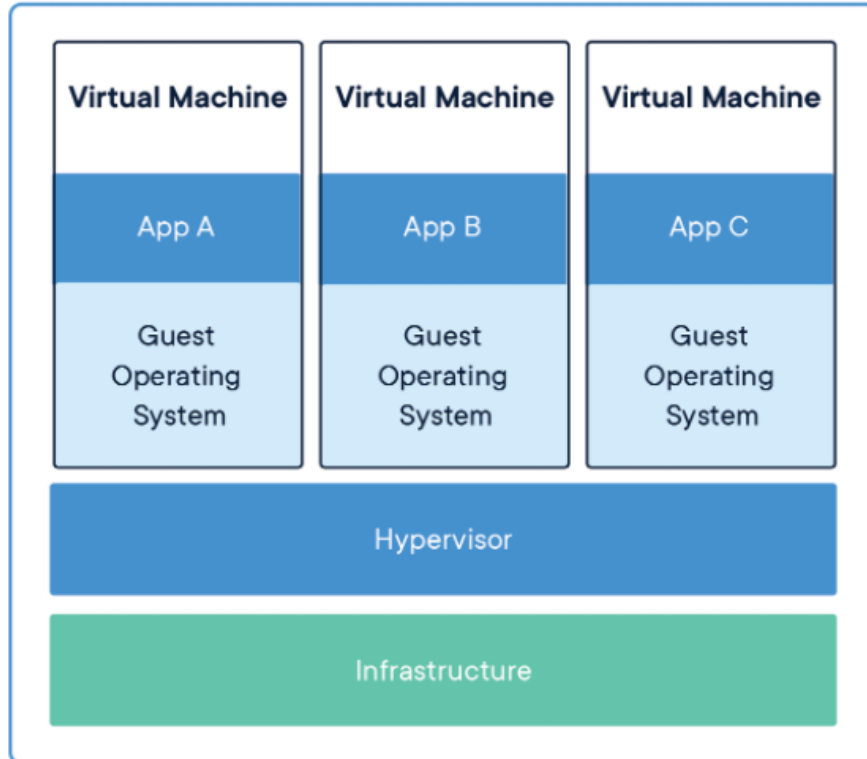 Virtual Machine
Virtual Machine
Virtual Machine
App A
App B
App C
Guest
Operating
System
Guest
Operating
System
Guest
Operating
System
Hypervisor
Infrastructure